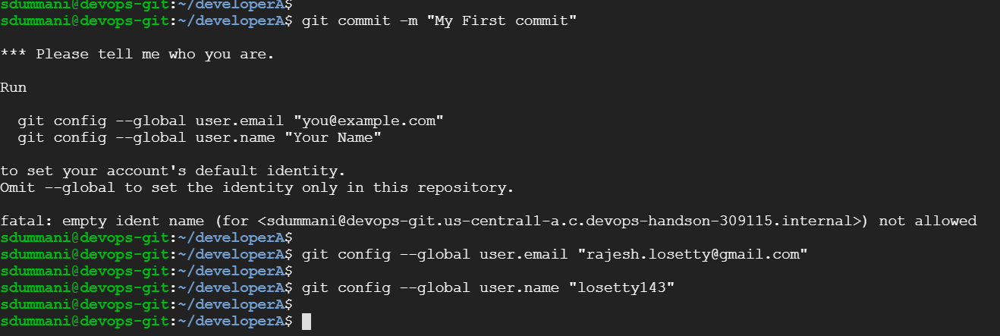 sdummani@devops-git:~/developerA$
sdummani@devops-git:~/developerA$ git commit -m "My First commit"
*** Please tell me who you are.
Run
git config --global user.email "you@example.com"
git config --global user.name "Your Name"
to set your account's default identity.
Omit --global to set the identity only in this repository.
fatal: empty ident name (for <sdummani@devops-git.us-central1-a.c.devops-handson-309115.internal>) not allowed
sdummani@devops-git:~/developerA$
sdummani@devops-git:~/developerA$ git config --global user.email "rajesh.losetty@gmail.com"
sdummani@devops-git:~/developerA$
sdummani@devops-git:~/developerA$ git config --global user.name "losetty143"
sdummani@devops-git:~/developerA$
sdummani@devops-git:~/developerA$